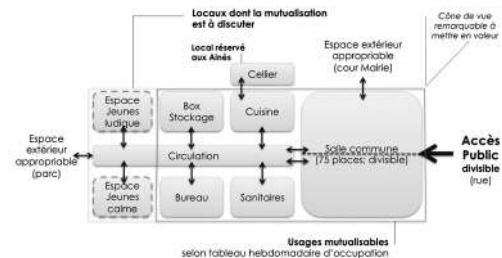 Locaux dont la mutualisation
est à discuter
Cône de vue
remarquable à
mettre en valeur
Local réservé
aux Aînés
Espace extérieur
appropriable
(cour Mairie)
Cellier
Espace
Jeunes
ludique
Box
Stockage
Cuisine
Espace
extérieur
appropriable
(parc)
Circulation
Salle commune
(75 places; divisible)
Accès
Public
divisible
(rue)
Espace
Jeunes
calme
Bureau
Sanitaires
Usages mutualisables
selon tableau hebdomadaire d'occupation